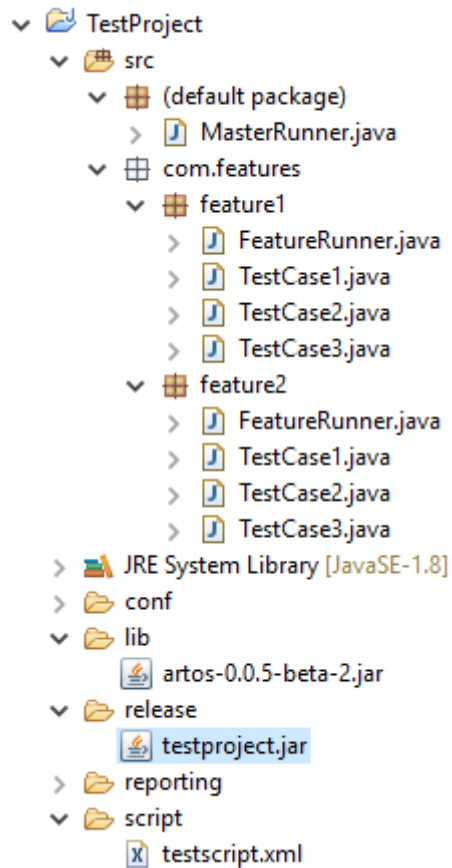 TestProject
src
(default package)
MasterRunner.java
com.features
feature1
FeatureRunner.java
TestCase1.java
TestCase2.java
TestCase3.java
feature2
FeatureRunner.java
TestCase1.java
TestCase2.java
TestCase3.java
JRE System Library [JavaSE-1.8]
conf
lib
artos-0.0.5-beta-2.jar
release
testproject.jar
reporting
script
testscript.xml